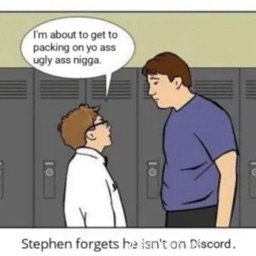 I'm about to get to
packing on yo ass
ugly ass nigga.
Stephen forgets he isn't on Discord.